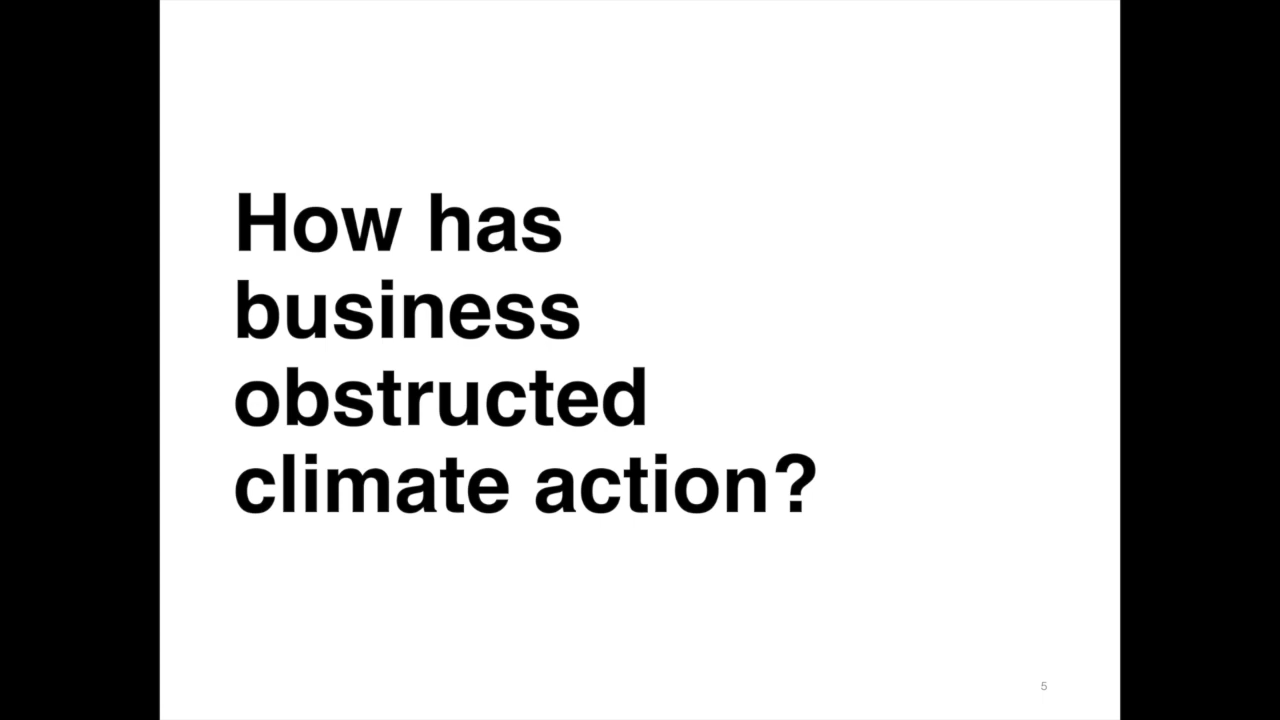 How has
business
obstructed
climate action?
5